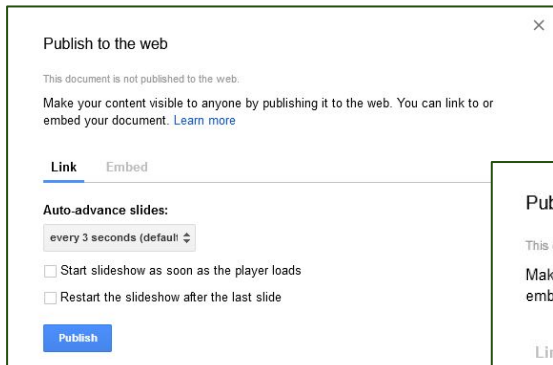 Publish to the web
This document is not published to the web.
Make your content visible to anyone by publishing it to the web. You can link to or
embed your document. Learn more
Link Embed
Auto-advance slides:
every 3 seconds (defaul
Start slideshow as soon as the player loads
Restart the slideshow after the last slide
Publish
This